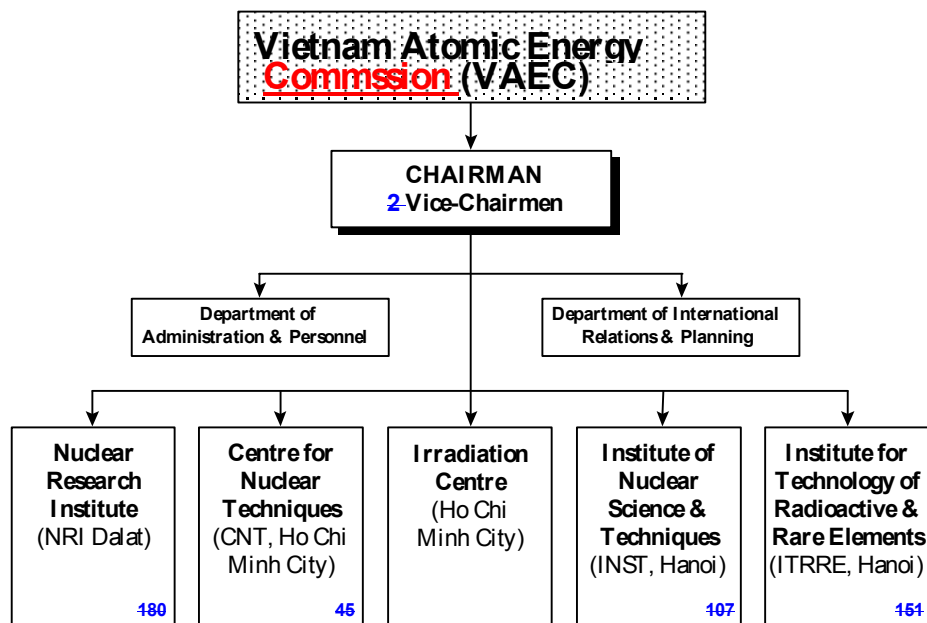 Vietnam Atomic Energy
Commssion (VAEC)
CHAIRMAN
2 Vice-Chairmen
Department of
Administration & Personnel
Department of International
Relations & Planning
Nuclear
Research
Institute
(NRI Dalat)
180
Centre for
Nuclear
Techniques
(CNT, Ho Chi
Minh City)
45
Irradiation
Centre
(Ho Chi
Minh City)
Institute of
Nuclear
Science &
Techniques
(INST, Hanoi)
107
Institute for
Technology of
Radioactive &
Rare Elements
(ITRRE, Hanoi)
151